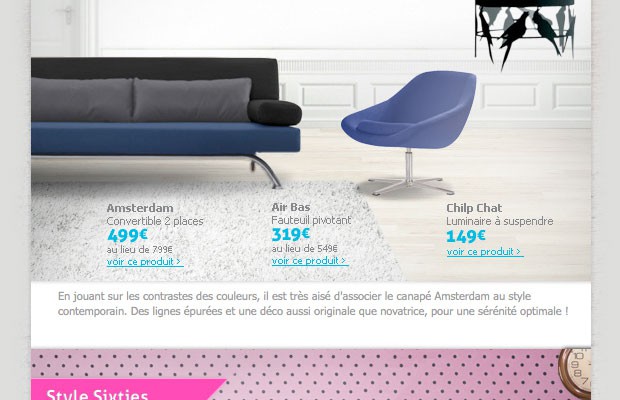 Amsterdam
Convertible 2 places
499€
au lieu de 799€
voir ce produit >
Air Bas
Fauteuil pivotant
319€
au lieu de 549€
voir ce produit >
Chilp Chat
Luminaire à suspendre
149€
voir ce produit >
En jouant sur les contrastes des couleurs, il est très aisé d'associer le canapé Amsterdam au style
contemporain. Des lignes épurées et une déco aussi originale que novatrice, pour une sérénité optimale !
Style Sixties